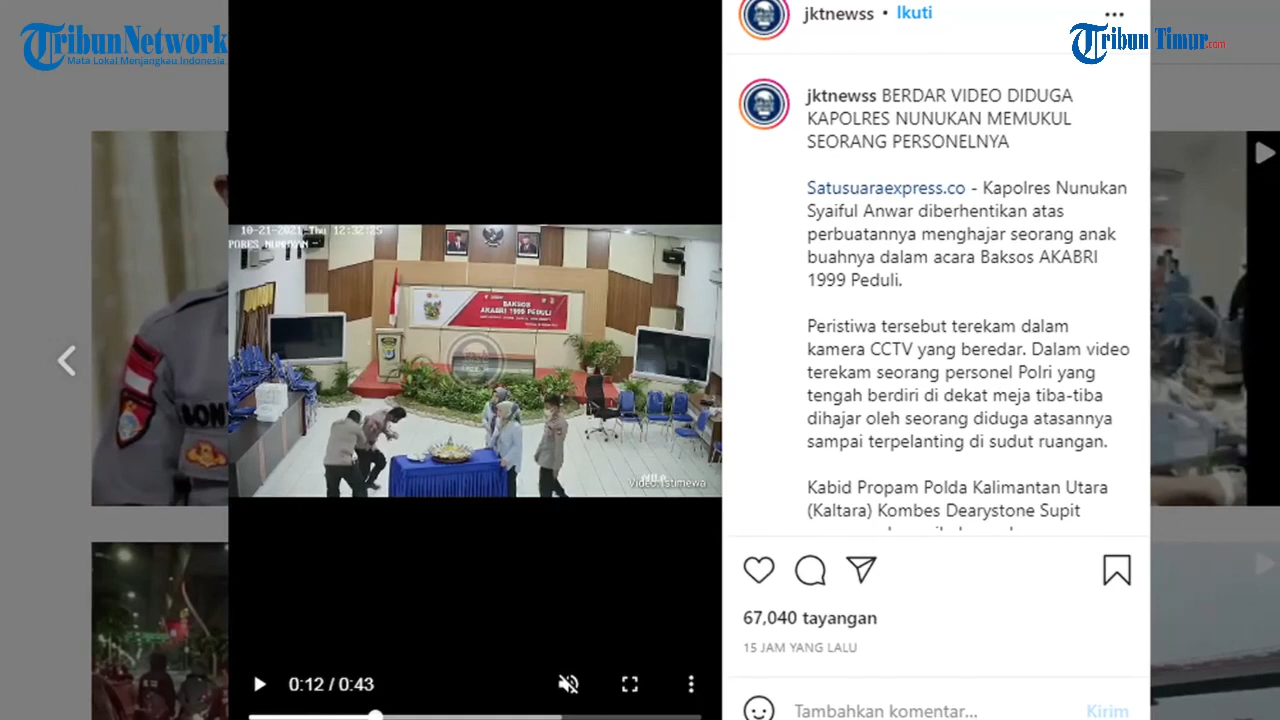 Tribun Network
Mata Lokal Menjangkau Indonesia
jktnewss • Ikuti
Tribun Timur.com
jktnewss BERDAR VIDEO DIDUGA
KAPOLRES NUNUKAN MEMUKUL
SEORANG PERSONELNYA
Satusuaraexpress.co - Kapolres Nunukan
Syaiful Anwar diberhentikan atas
perbuatannya menghajar seorang anak
buahnya dalam acara Baksos AKABRI
1999 Peduli.
Peristiwa tersebut terekam dalam
kamera CCTV yang beredar. Dalam video
terekam seorang personel Polri yang
tengah berdiri di dekat meja tiba-tiba
dihajar oleh seorang diduga atasannya
sampai terpelanting di sudut ruangan.
Kabid Propam Polda Kalimantan Utara
(Kaltara) Kombes Dearystone Supit
10-21-2021 Thu 12:32:25
PORES NUNUKAN
BAKSOS
AKABRI 1999 PEDULI
Video: Istimewa
67,040 tayangan
15 JAM YANG LALU
0:12 / 0:43
Tambahkan komentar...
Kirim